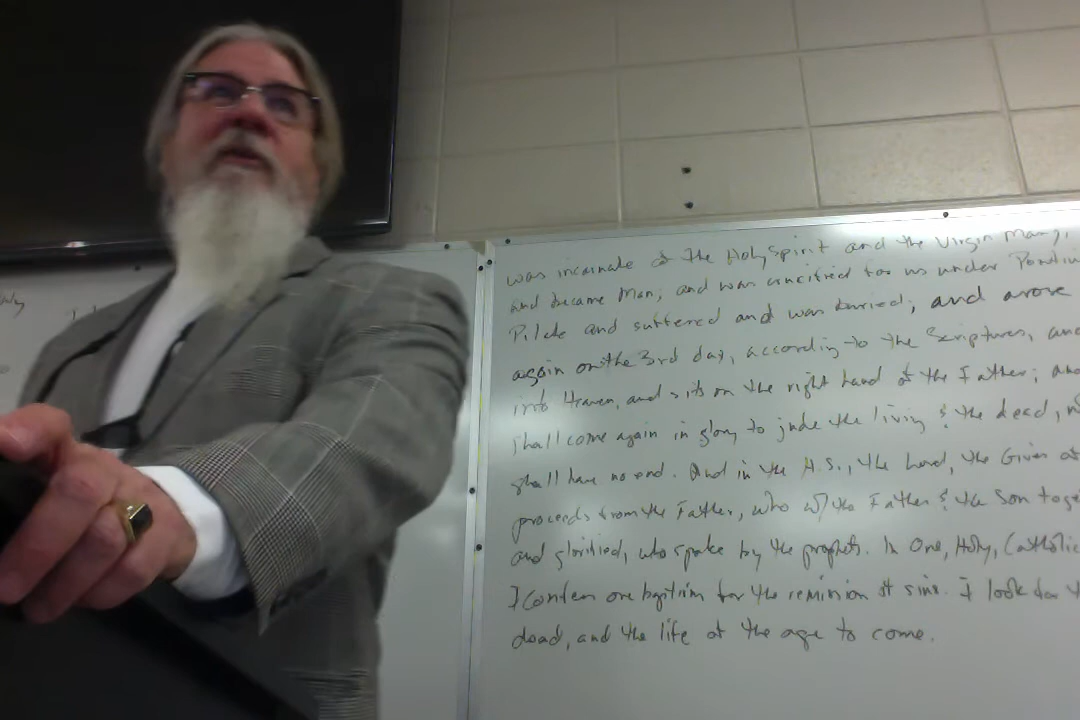 was incarnate of the Holy Spirit and the Virgin Mary,
and became Man; and was crucified for us under Pontiu
Pilate and suffered and was buried; and arose
again on the 3rd day, according to the Scriptures, and
into Heaven, and sits on the right hand of the Father; and
shall come again in glory to jude the living & the dead,
shall have no end. And in the H.S., the Lord, the Giver of
proceeds from the Father, who w/ the Father & the Son toge
and glorified, who spake by the prophets. In One, Holy, Catholic
I confess one baptism for the remission of sins. I look for t
dead, and the life of the age to come.